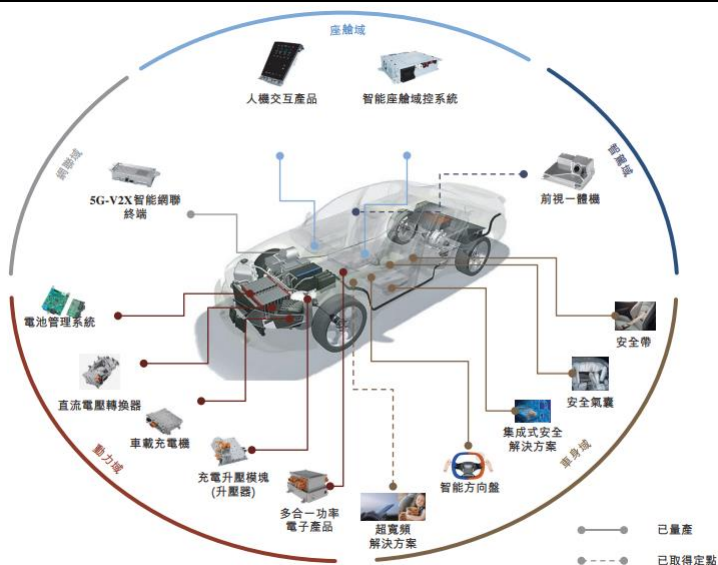 座艙域
人機交互產品
智能座艙域控系統
網聯域
智駕域
5G-V2X智能網聯
終端
前視一體機
電池管理系統
安全帶
直流電壓轉換器
安全氣囊
車載充電機
集成式安全
解決方案
動力域
車身域
充電升壓模塊
(升壓器)
智能方向盤
多合一功率
電子產品
超寬頻
解決方案
已量產
已取得定點